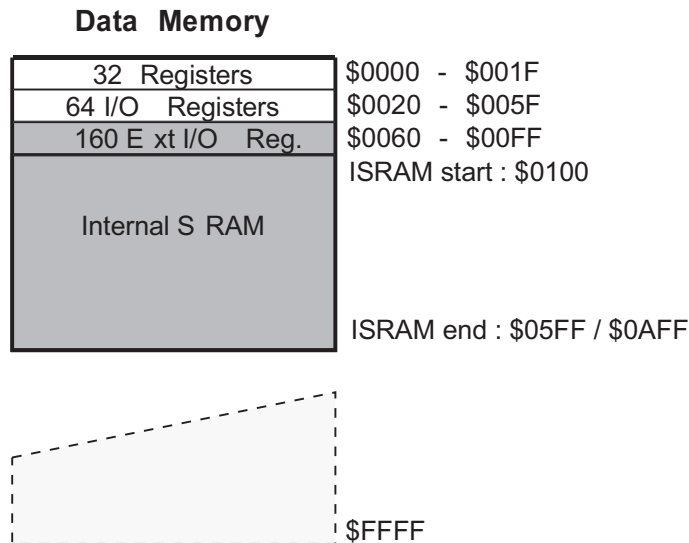 Data Memory
32 Registers
$0000 - $001F
64 I/O Registers
$0020 - $005F
160 E xt I/O Reg.
$0060 - $00FF
ISRAM start : $0100
Internal S RAM
ISRAM end : $05FF / $0AFF
$FFFF